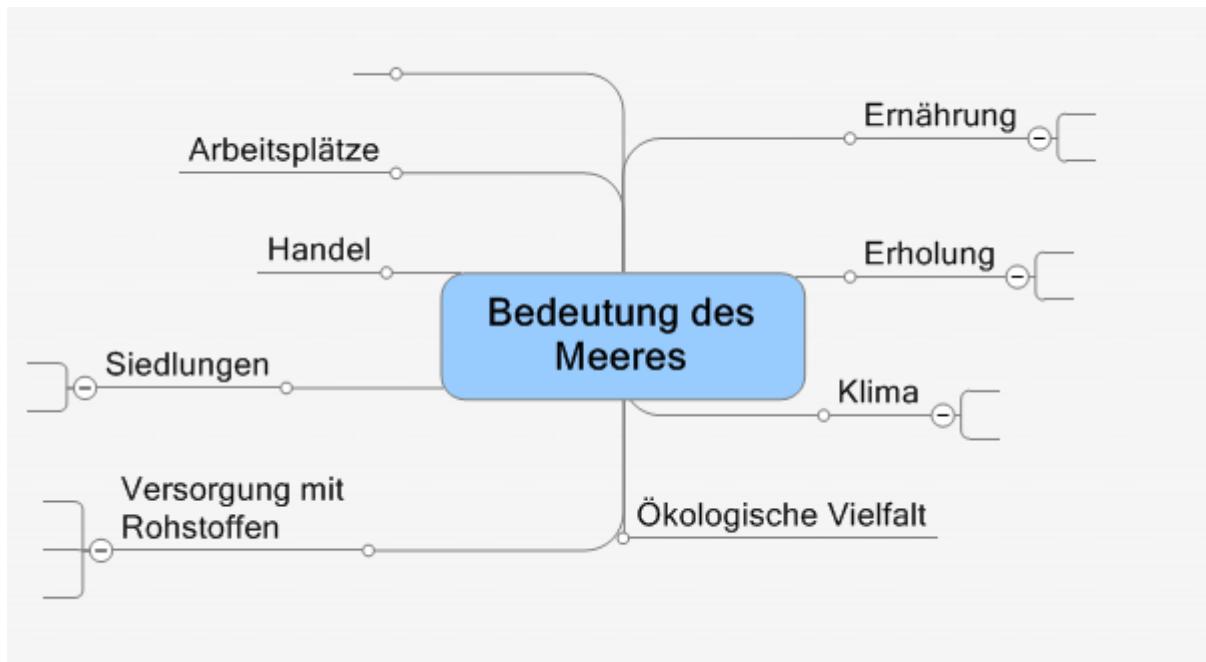 Bedeutung des
Meeres
Ernährung
Erholung
Klima
Ökologische Vielfalt
Arbeitsplätze
Handel
Siedlungen
Versorgung mit
Rohstoffen